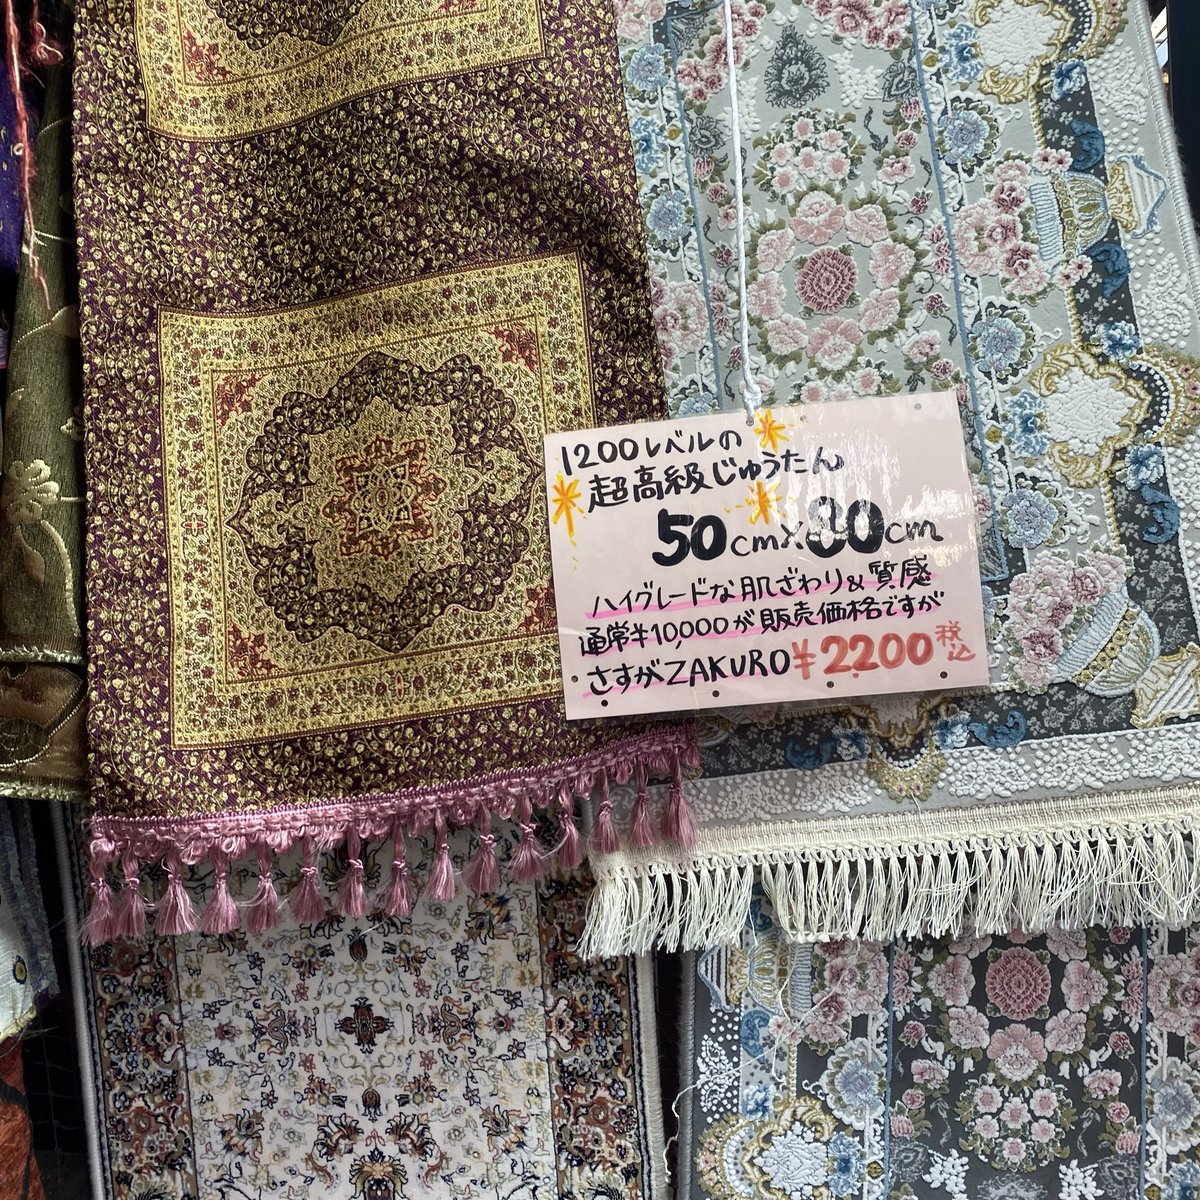 1200レベルの
超高級じゅうたん
50cm×80cm
ハイグレードな肌ざわり&質感
通常¥10,000が販売価格ですが
さすがZAKURO¥2200税込